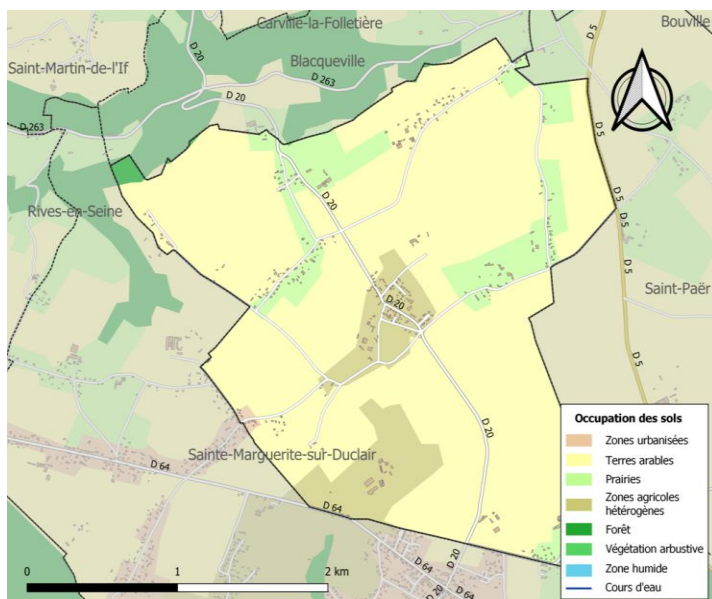 Carville-la-Folletière
Bouville
Blacqueville
Saint-Martin-de-l'If
D 20
D 263
D 5
D 20
D 263
D 5
Rives-en-Seine
D 20
D 5
D 5
D 5
Saint-Paër
D 20
D 5
D 20
Sainte-Marguerite-sur-Duclair
D 64
D 64
D 64
D 20
Occupation des sols
Zones urbanisées
Terres arables
Prairies
Zones agricoles
hétérogènes
Forêt
Végétation arbustive
Zone humide
Cours d'eau
0
1
2 km